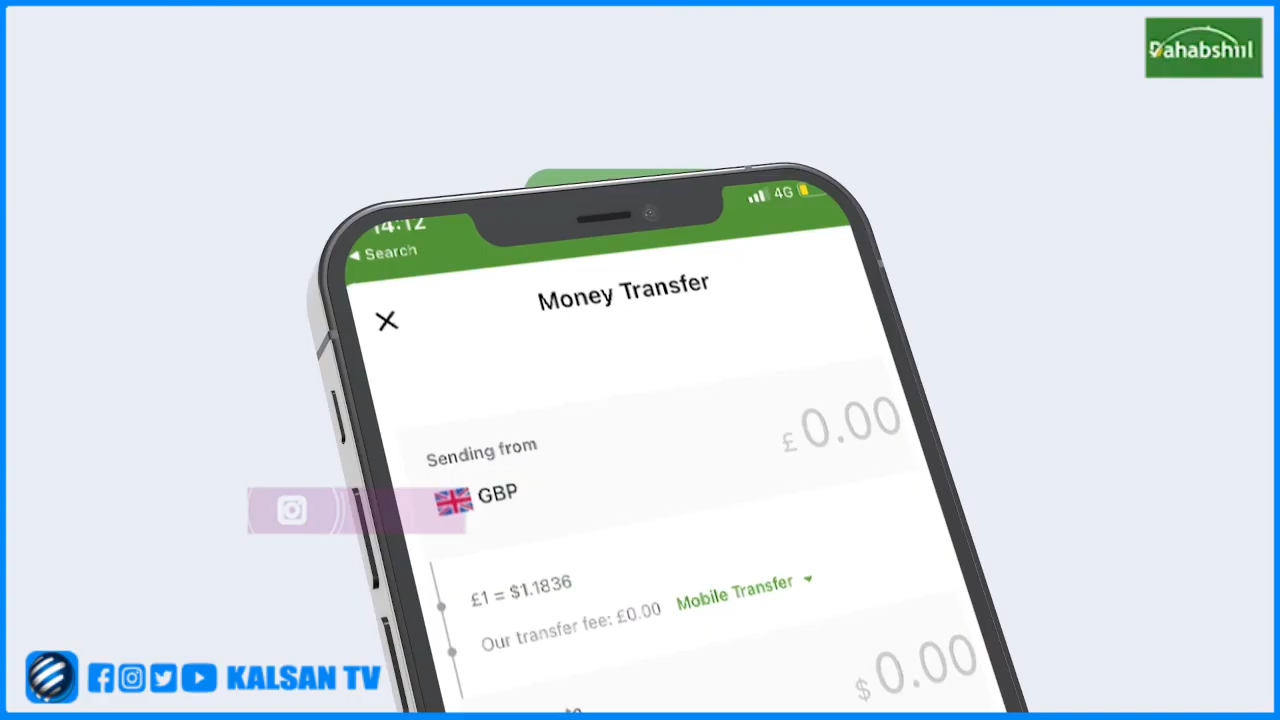 Dahabshiil
14:12
4G
Search
Money Transfer
£ 0.00
Sending from
GBP
£1 = $1.1836
Our transfer fee: £0.00 Mobile Transfer
$ 0.00
KALSAN TV